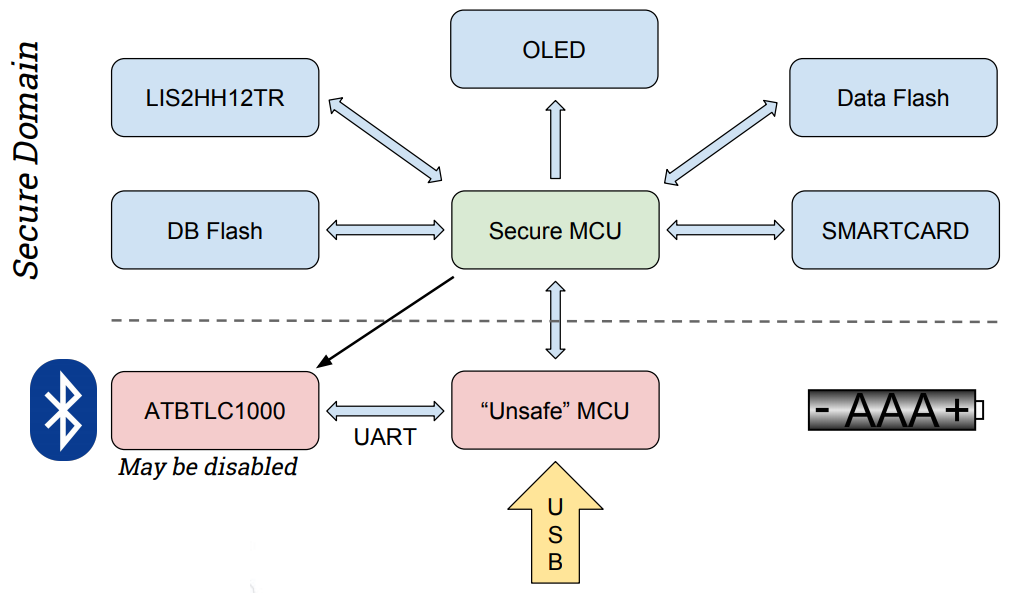 Secure Domain
OLED
LIS2HH12TR
Data Flash
DB Flash
Secure MCU
SMARTCARD
ATBTLC1000
UART
“Unsafe” MCU
- AAA +
May be disabled
U
S
B